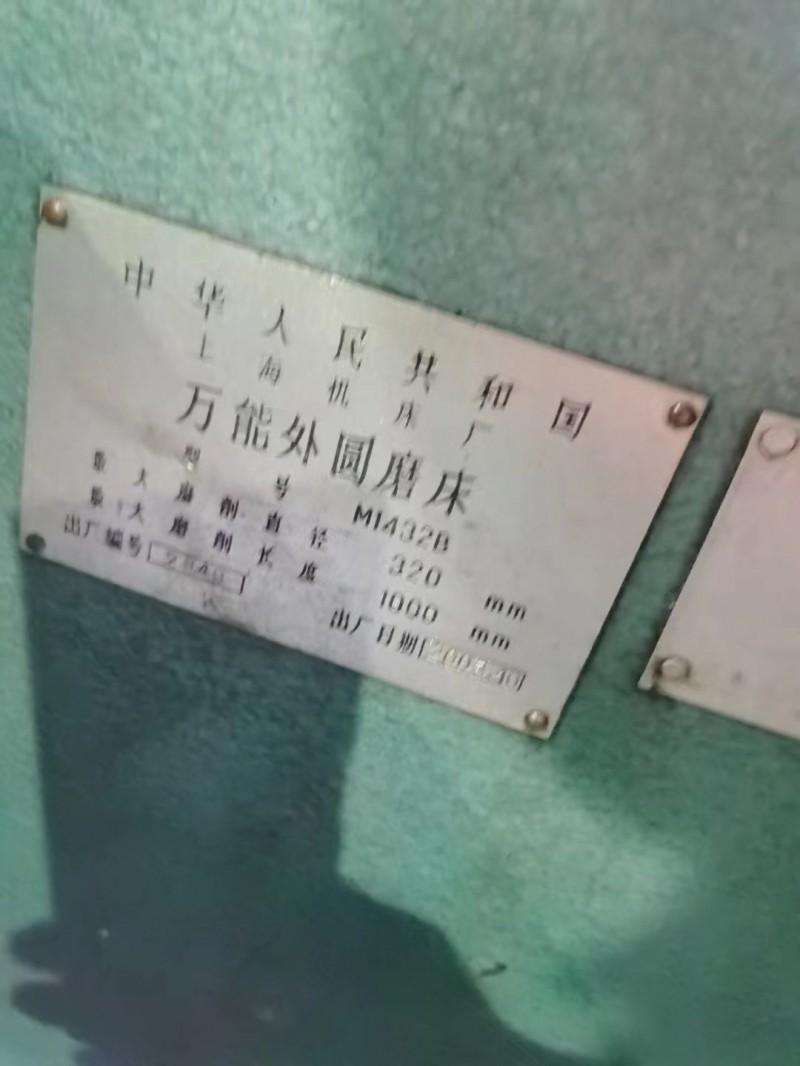 中华人民共和国
上海机床厂
万能外圆磨床
型号 M1432B
最大磨削直径 320 mm
最大磨削长度 1000 mm
出厂编号
出厂日期